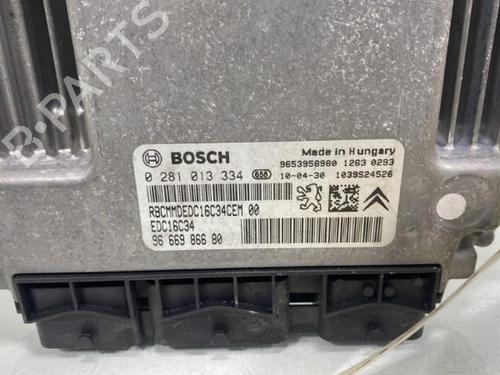 BOSCH
Made in Hungary
9653958980 1263 0293
0 281 013 334 658 10-04-30 1039S24526
RBCMMDEDC16C34CEM 00
EDC16C34
96 669 866 80
B-PARTS